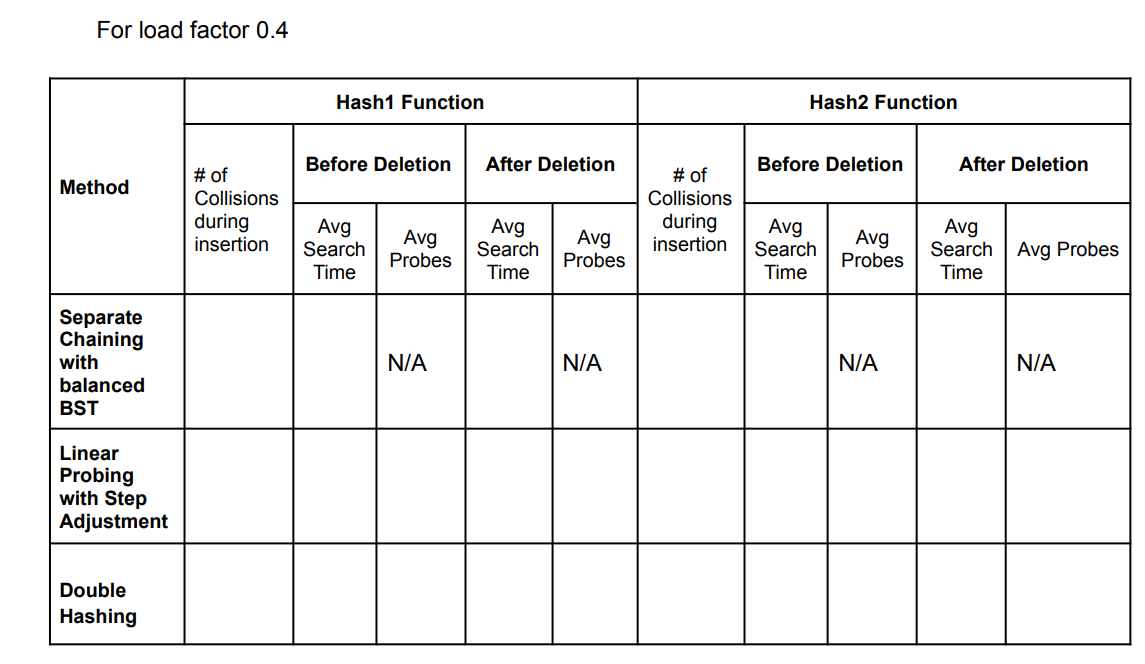 For load factor 0.4
Method
Hash1 Function
Hash2 Function
# of
Collisions
during
insertion
Before Deletion
After Deletion
# of
Collisions
during
insertion
Before Deletion
After Deletion
Avg
Search
Time
Avg
Probes
Avg
Search
Time
Avg
Probes
Avg
Search
Time
Avg
Probes
Avg
Search
Time
Avg Probes
Separate
Chaining
with
balanced
BST
N/A
N/A
N/A
N/A
Linear
Probing
with Step
Adjustment
Double
Hashing